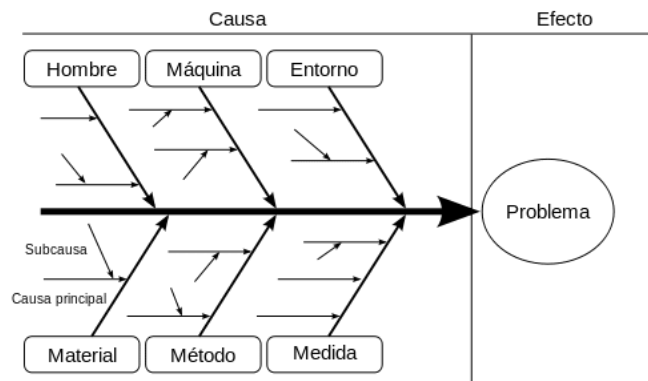 Causa
Efecto
Hombre
Máquina
Entorno
Problema
Subcausa
Causa principal
Material
Método
Medida